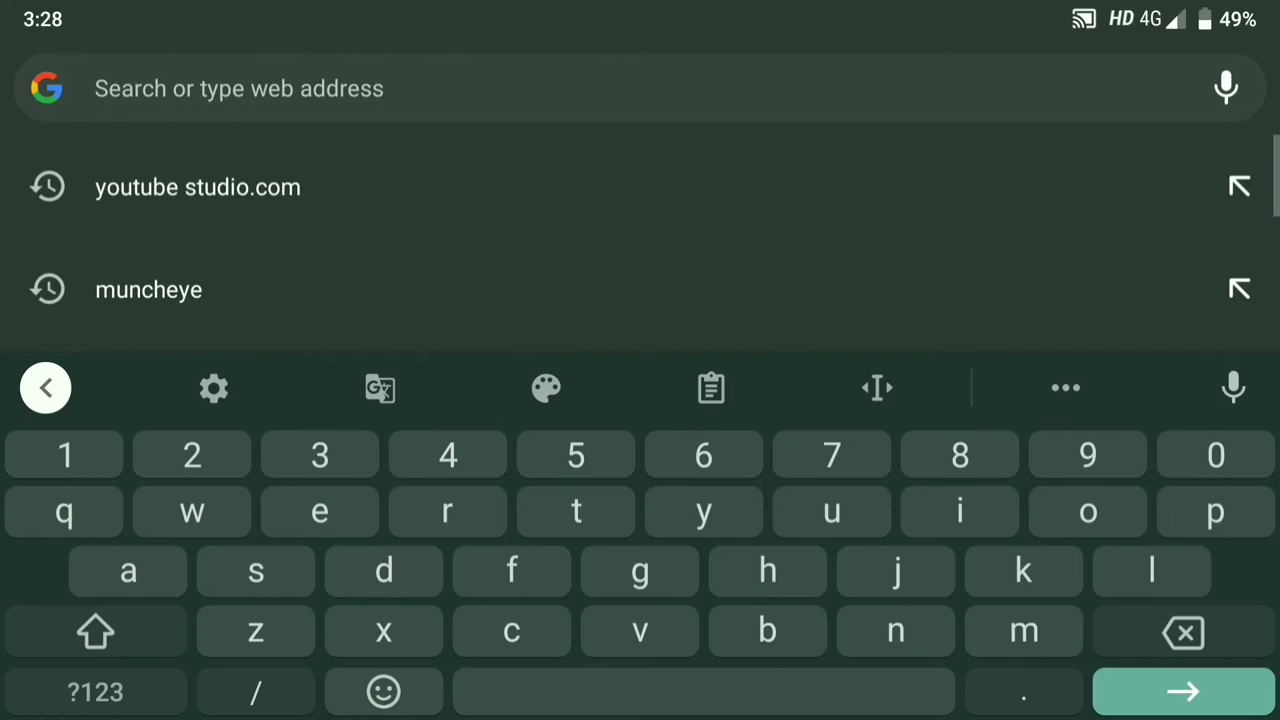 3:28 HD 4G 49%
Search or type web address
youtube studio.com
muncheye
1 2 3 4 5 6 7 8 9 0
q w e r t y u i o p
a s d f g h j k l
z x c v b n m
?123 / .